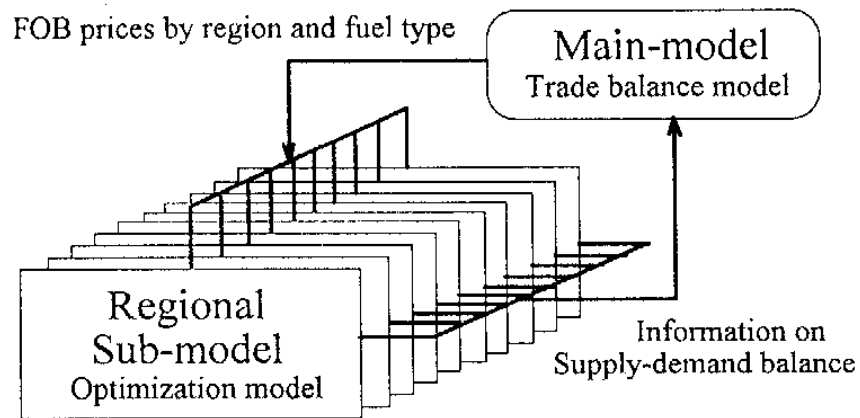 FOB prices by region and fuel type
Main-model
Trade balance model
Regional
Sub-model
Optimization model
Information on
Supply-demand balance